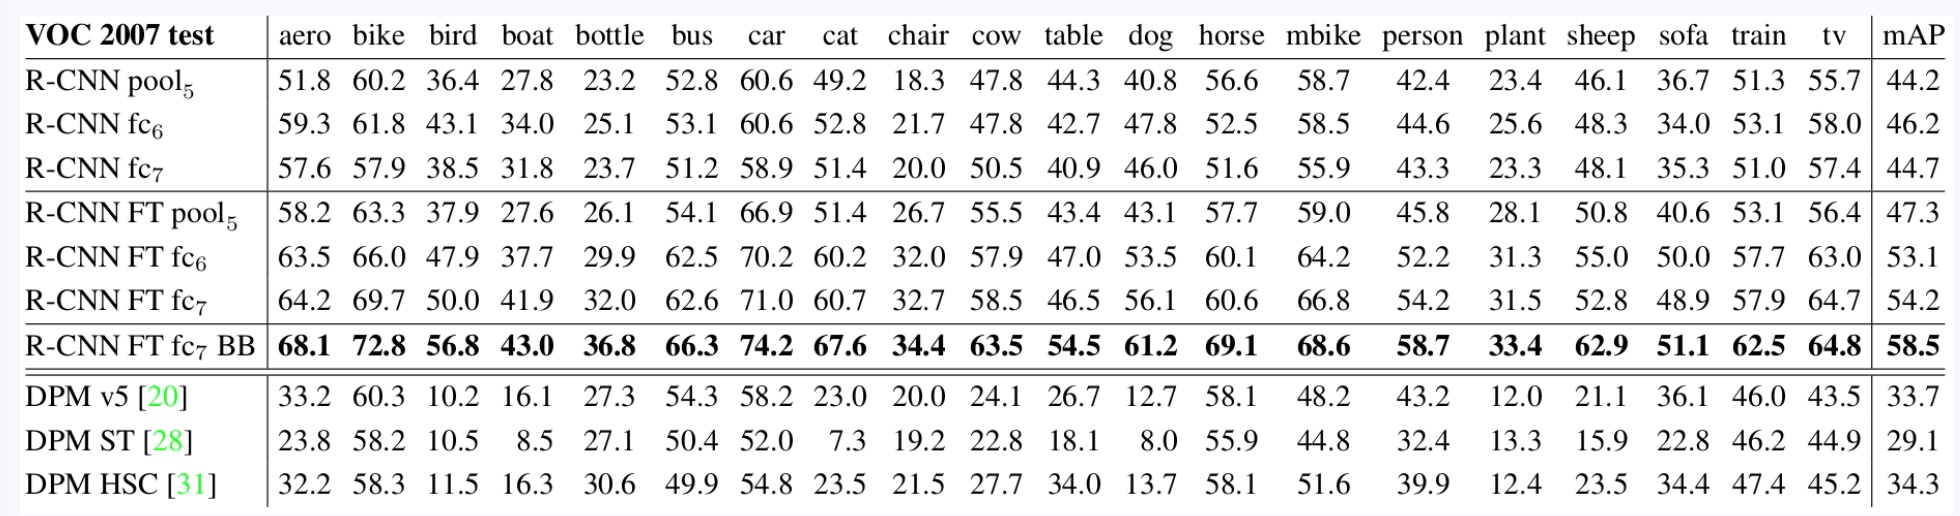 VOC 2007 test aero bike bird boat bottle bus car cat chair cow table dog horse mbike person plant sheep sofa train tv mAP
R-CNN pool5 51.8 60.2 36.4 27.8 23.2 52.8 60.6 49.2 18.3 47.8 44.3 40.8 56.6 58.7 42.4 23.4 46.1 36.7 51.3 55.7 44.2
R-CNN fc6 59.3 61.8 43.1 34.0 25.1 53.1 60.6 52.8 21.7 47.8 42.7 47.8 52.5 58.5 44.6 25.6 48.3 34.0 53.1 58.0 46.2
R-CNN fc7 57.6 57.9 38.5 31.8 23.7 51.2 58.9 51.4 20.0 50.5 40.9 46.0 51.6 55.9 43.3 23.3 48.1 35.3 51.0 57.4 44.7
R-CNN FT pool5 58.2 63.3 37.9 27.6 26.1 54.1 66.9 51.4 26.7 55.5 43.4 43.1 57.7 59.0 45.8 28.1 50.8 40.6 53.1 56.4 47.3
R-CNN FT fc6 63.5 66.0 47.9 37.7 29.9 62.5 70.2 60.2 32.0 57.9 47.0 53.5 60.1 64.2 52.2 31.3 55.0 50.0 57.7 63.0 53.1
R-CNN FT fc7 64.2 69.7 50.0 41.9 32.0 62.6 71.0 60.7 32.7 58.5 46.5 56.1 60.6 66.8 54.2 31.5 52.8 48.9 57.9 64.7 54.2
R-CNN FT fc7 BB 68.1 72.8 56.8 43.0 36.8 66.3 74.2 67.6 34.4 63.5 54.5 61.2 69.1 68.6 58.7 33.4 62.9 51.1 62.5 64.8 58.5
DPM v5 [20] 33.2 60.3 10.2 16.1 27.3 54.3 58.2 23.0 20.0 24.1 26.7 12.7 58.1 48.2 43.2 12.0 21.1 36.1 46.0 43.5 33.7
DPM ST [28] 23.8 58.2 10.5 8.5 27.1 50.4 52.0 7.3 19.2 22.8 18.1 8.0 55.9 44.8 32.4 13.3 15.9 22.8 46.2 44.9 29.1
DPM HSC [31] 32.2 58.3 11.5 16.3 30.6 49.9 54.8 23.5 21.5 27.7 34.0 13.7 58.1 51.6 39.9 12.4 23.5 34.4 47.4 45.2 34.3